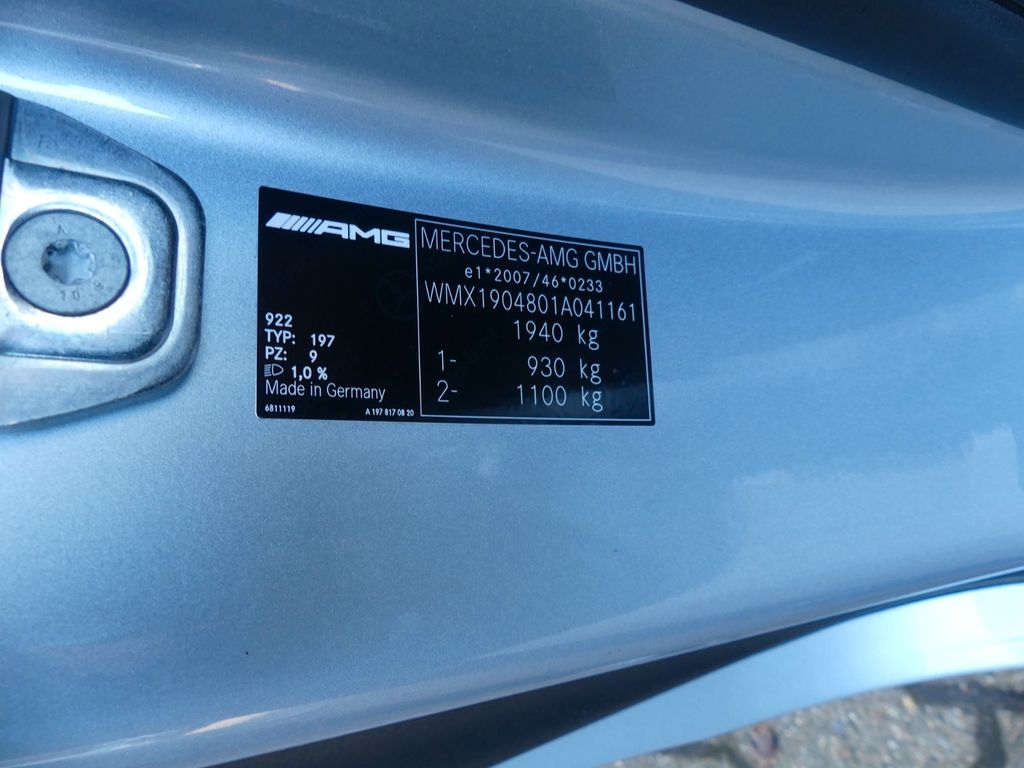 AMG
MERCEDES-AMG GMBH
e1*2007/46*0233
WMX1904801A041161
1940 kg
1- 930 kg
2- 1100 kg
922
TYP: 197
PZ: 9
1,0 %
Made in Germany
6811119 A 197 817 08 20
A
10